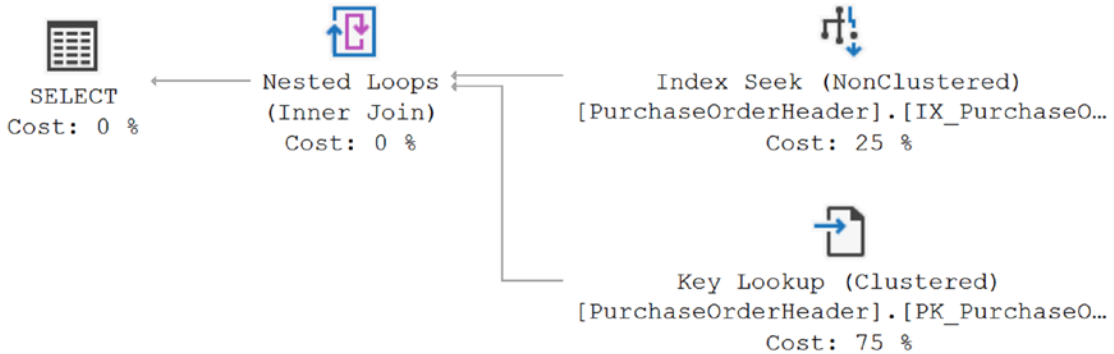 SELECT
Cost: 0 %
Nested Loops
(Inner Join)
Cost: 0 %
Index Seek (NonClustered)
[PurchaseOrderHeader].[IX_PurchaseO…
Cost: 25 %
Key Lookup (Clustered)
[PurchaseOrderHeader].[PK_PurchaseO…
Cost: 75 %